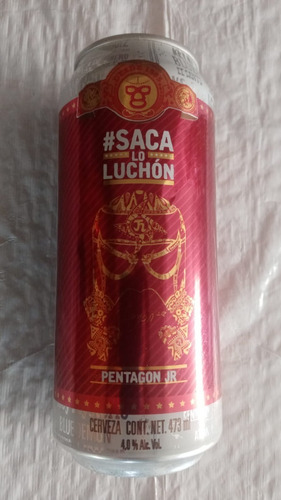 #SACA
LO
LUCHÓN
PENTAGON JR
CERVEZA CONT. NET. 473 ml
4.0 % Alc. Vol.